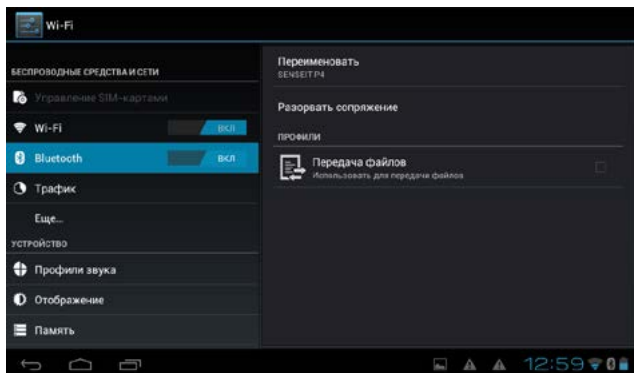 Wi-Fi
БЕСПРОВОДНЫЕ СРЕДСТВА И СЕТИ
Управление SIM-картами
Wi-Fi ВКЛ
Bluetooth ВКЛ
Трафик
Еще...
УСТРОЙСТВО
Профили звука
Отображение
Память
Переименовать
SENSEIT P4
Разорвать сопряжение
ПРОФИЛИ
Передача файлов
Использовать для передачи файлов
12:59